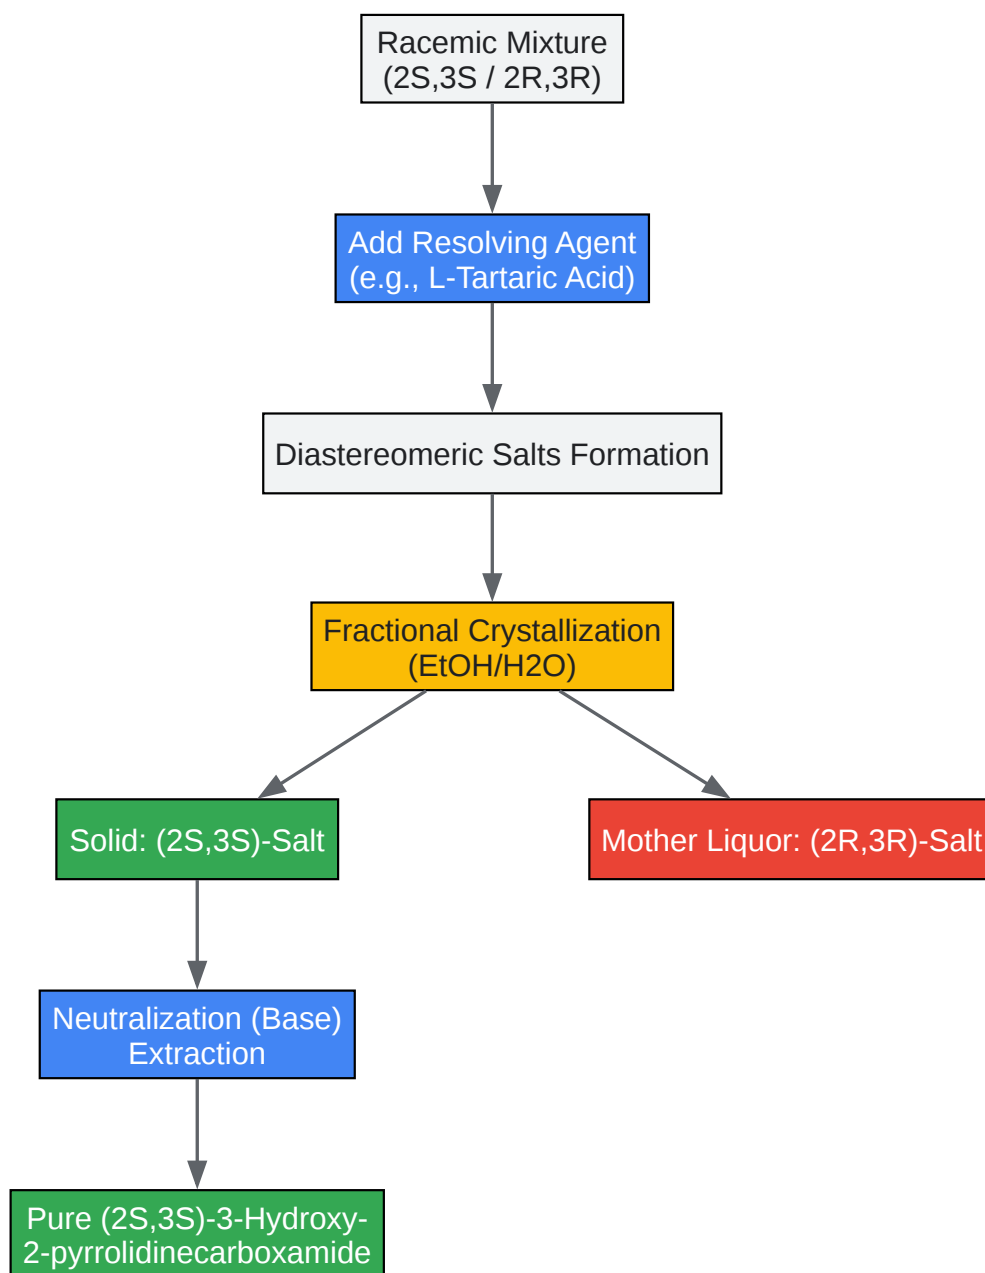 Racemic Mixture
(2S,3S / 2R,3R)
Add Resolving Agent
(e.g., L-Tartaric Acid)
Diastereomeric Salts Formation
Fractional Crystallization
(EtOH/H2O)
Solid: (2S,3S)-Salt
Mother Liquor: (2R,3R)-Salt
Neutralization (Base)
Extraction
Pure (2S,3S)-3-Hydroxy-
2-pyrrolidinecarboxamide